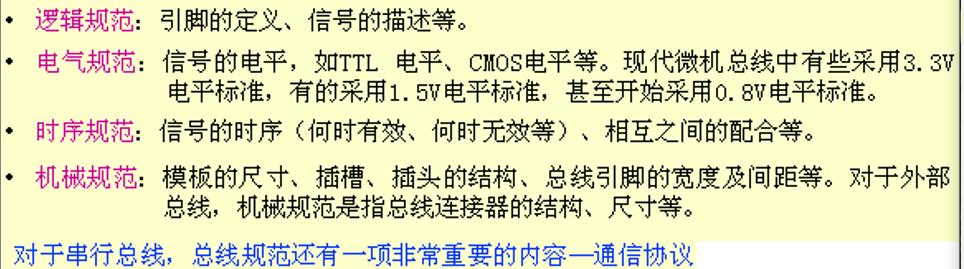 • 逻辑规范：引脚的定义、信号的描述等。
• 电气规范：信号的电平，如TTL 电平、CMOS电平等。现代微机总线中有些采用3.3V
电平标准，有的采用1.5V电平标准，甚至开始采用0.8V电平标准。
• 时序规范：信号的时序（何时有效、何时无效等）、相互之间的配合等。
• 机械规范：模板的尺寸、插槽、插头的结构、总线引脚的宽度及间距等。对于外部
总线，机械规范是指总线连接器的结构、尺寸等。
对于串行总线，总线规范还有一项非常重要的内容—通信协议